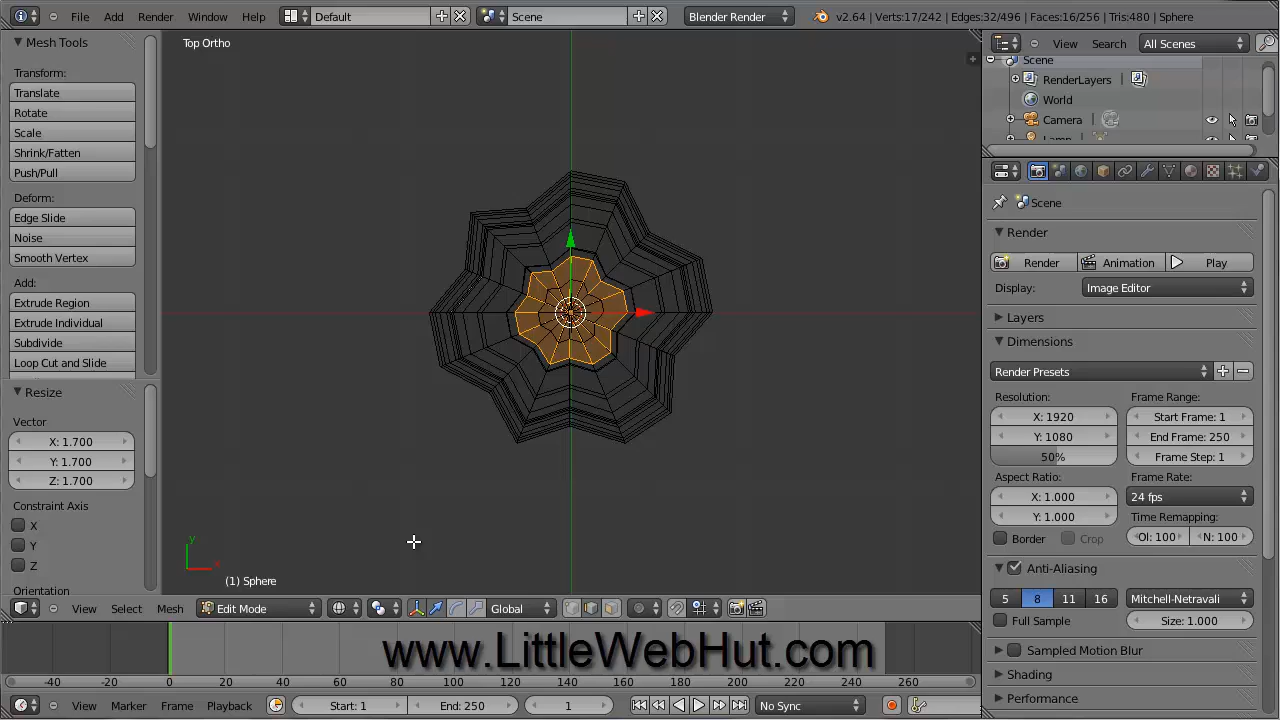 File Add Render Window Help Default Scene Blender Render v2.64 | Verts:17/242 | Edges:32/496 | Faces:16/256 | Tris:480 | Sphere
Mesh Tools
Transform:
Translate
Rotate
Scale
Shrink/Fatten
Push/Pull
Deform:
Edge Slide
Noise
Smooth Vertex
Add:
Extrude Region
Extrude Individual
Subdivide
Loop Cut and Slide
Resize
Vector
X: 1.700
Y: 1.700
Z: 1.700
Constraint Axis
X
Y
Z
Orientation
Top Ortho
y
(1) Sphere
View Select Mesh Edit Mode Global
View Search All Scenes
Scene
RenderLayers |
World
Camera |
Lamp
Scene
Render
Render Animation Play
Display: Image Editor
Layers
Dimensions
Render Presets
Resolution: Frame Range:
X: 1920 Start Frame: 1
Y: 1080 End Frame: 250
50% Frame Step: 1
Aspect Ratio: Frame Rate:
X: 1.000 24 fps
Y: 1.000 Time Remapping:
Border Crop Ol: 100 N: 100
Anti-Aliasing
5 8 11 16 Mitchell-Netravali
Full Sample Size: 1.000
Sampled Motion Blur
Shading
Performance
www.LittleWebHut.com
-40 -20 0 20 40 60 80 100 120 140 160 180 200 220 240 260
View Marker Frame Playback Start: 1 End: 250 1 No Sync